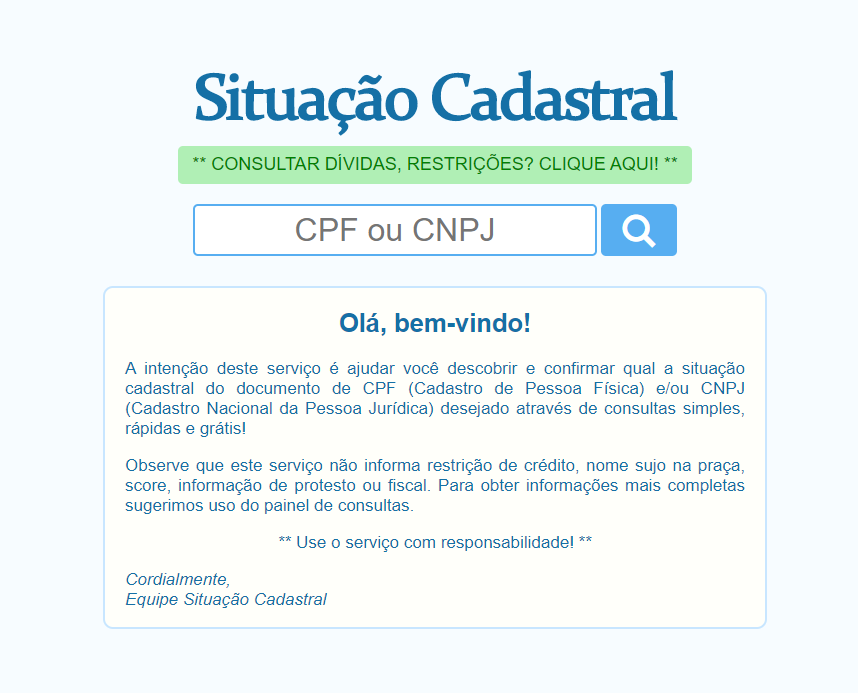 Situação Cadastral
** CONSULTAR DÍVIDAS, RESTRIÇÕES? CLIQUE AQUI! **
CPF ou CNPJ
Olá, bem-vindo!
A intenção deste serviço é ajudar você descobrir e confirmar qual a situação
cadastral do documento de CPF (Cadastro de Pessoa Física) e/ou CNPJ
(Cadastro Nacional da Pessoa Jurídica) desejado através de consultas simples,
rápidas e grátis!
Observe que este serviço não informa restrição de crédito, nome sujo na praça,
score, informação de protesto ou fiscal. Para obter informações mais completas
sugerimos uso do painel de consultas.
** Use o serviço com responsabilidade! **
Cordialmente,
Equipe Situação Cadastral